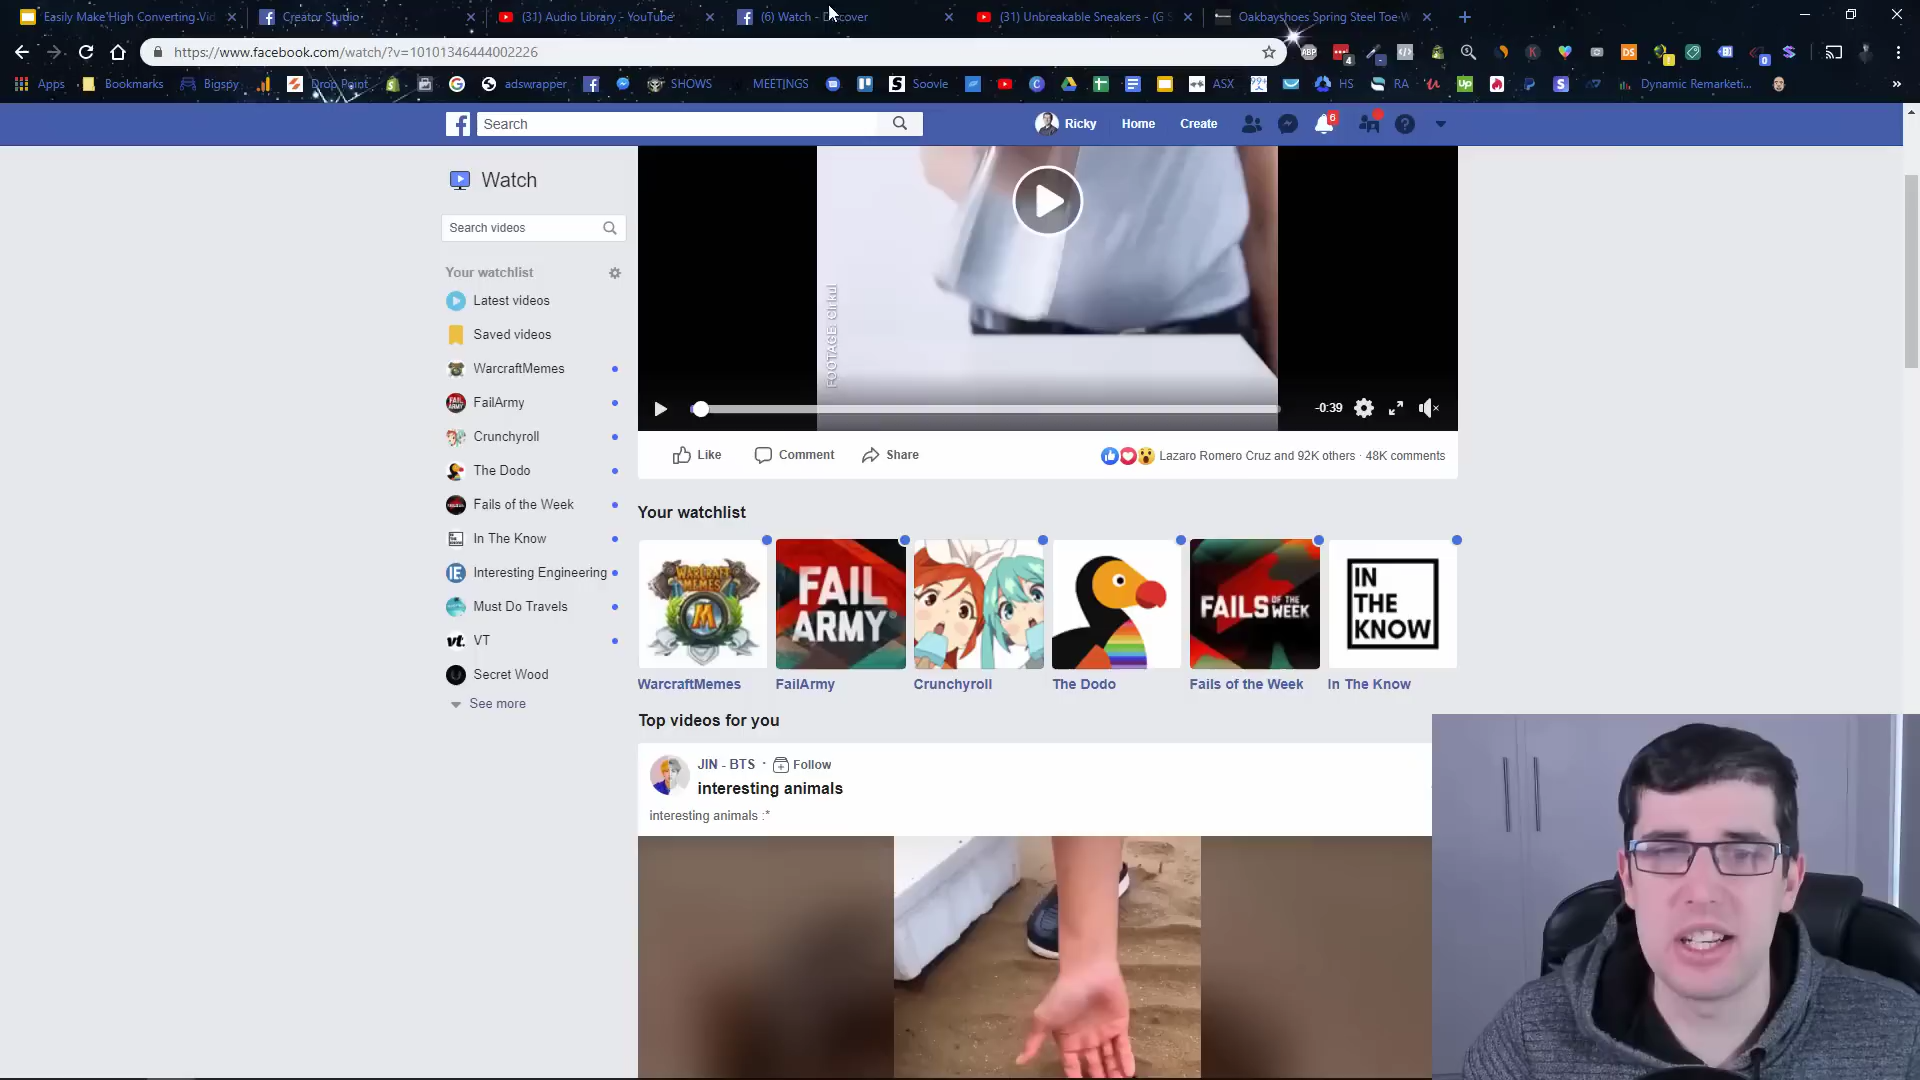 Easily Make High Converting Vid
Creator Studio
(31) Audio Library - YouTube
(6) Watch - Discover
(31) Unbreakable Sneakers - (G S
Oakbayshoes Spring Steel Toe W
https://www.facebook.com/watch/?v=10101346444002226
Apps
Bookmarks
Bigspy
Drop Point
adswrapper
SHOWS
MEETINGS
Soovle
ASX
HS
RA
Dynamic Remarketi...
Search
Ricky
Home
Create
6
Watch
Search videos
Your watchlist
Latest videos
Saved videos
WarcraftMemes
FailArmy
Crunchyroll
The Dodo
Fails of the Week
In The Know
Interesting Engineering
Must Do Travels
VT
Secret Wood
See more
FOOTAGE: Cirkul
-0:39
Like
Comment
Share
Lazaro Romero Cruz and 92K others · 48K comments
Your watchlist
WARCRAFT MEMES
FAIL ARMY
FAILS OF THE WEEK
IN THE KNOW
WarcraftMemes
FailArmy
Crunchyroll
The Dodo
Fails of the Week
In The Know
Top videos for you
JIN - BTS · Follow
interesting animals
interesting animals :*